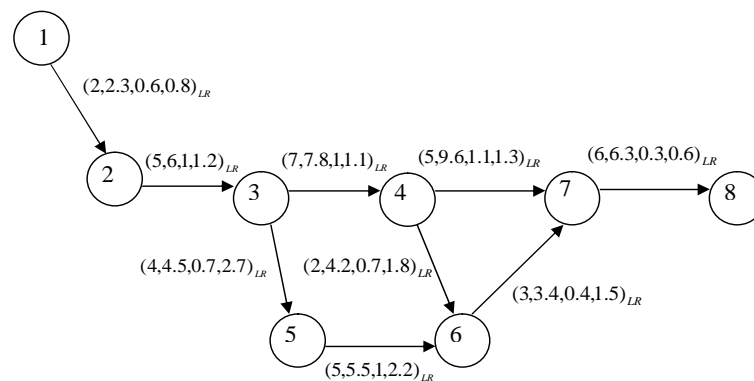 1
(2,2.3,0.6,0.8)LR
2
(5,6,1,1.2)LR
3
(7,7.8,1,1.1)LR
4
(5,9.6,1.1,1.3)LR
7
(6,6.3,0.3,0.6)LR
8
(4,4.5,0.7,2.7)LR
(2,4.2,0.7,1.8)LR
(3,3.4,0.4,1.5)LR
5
(5,5.5,1,2.2)LR
6